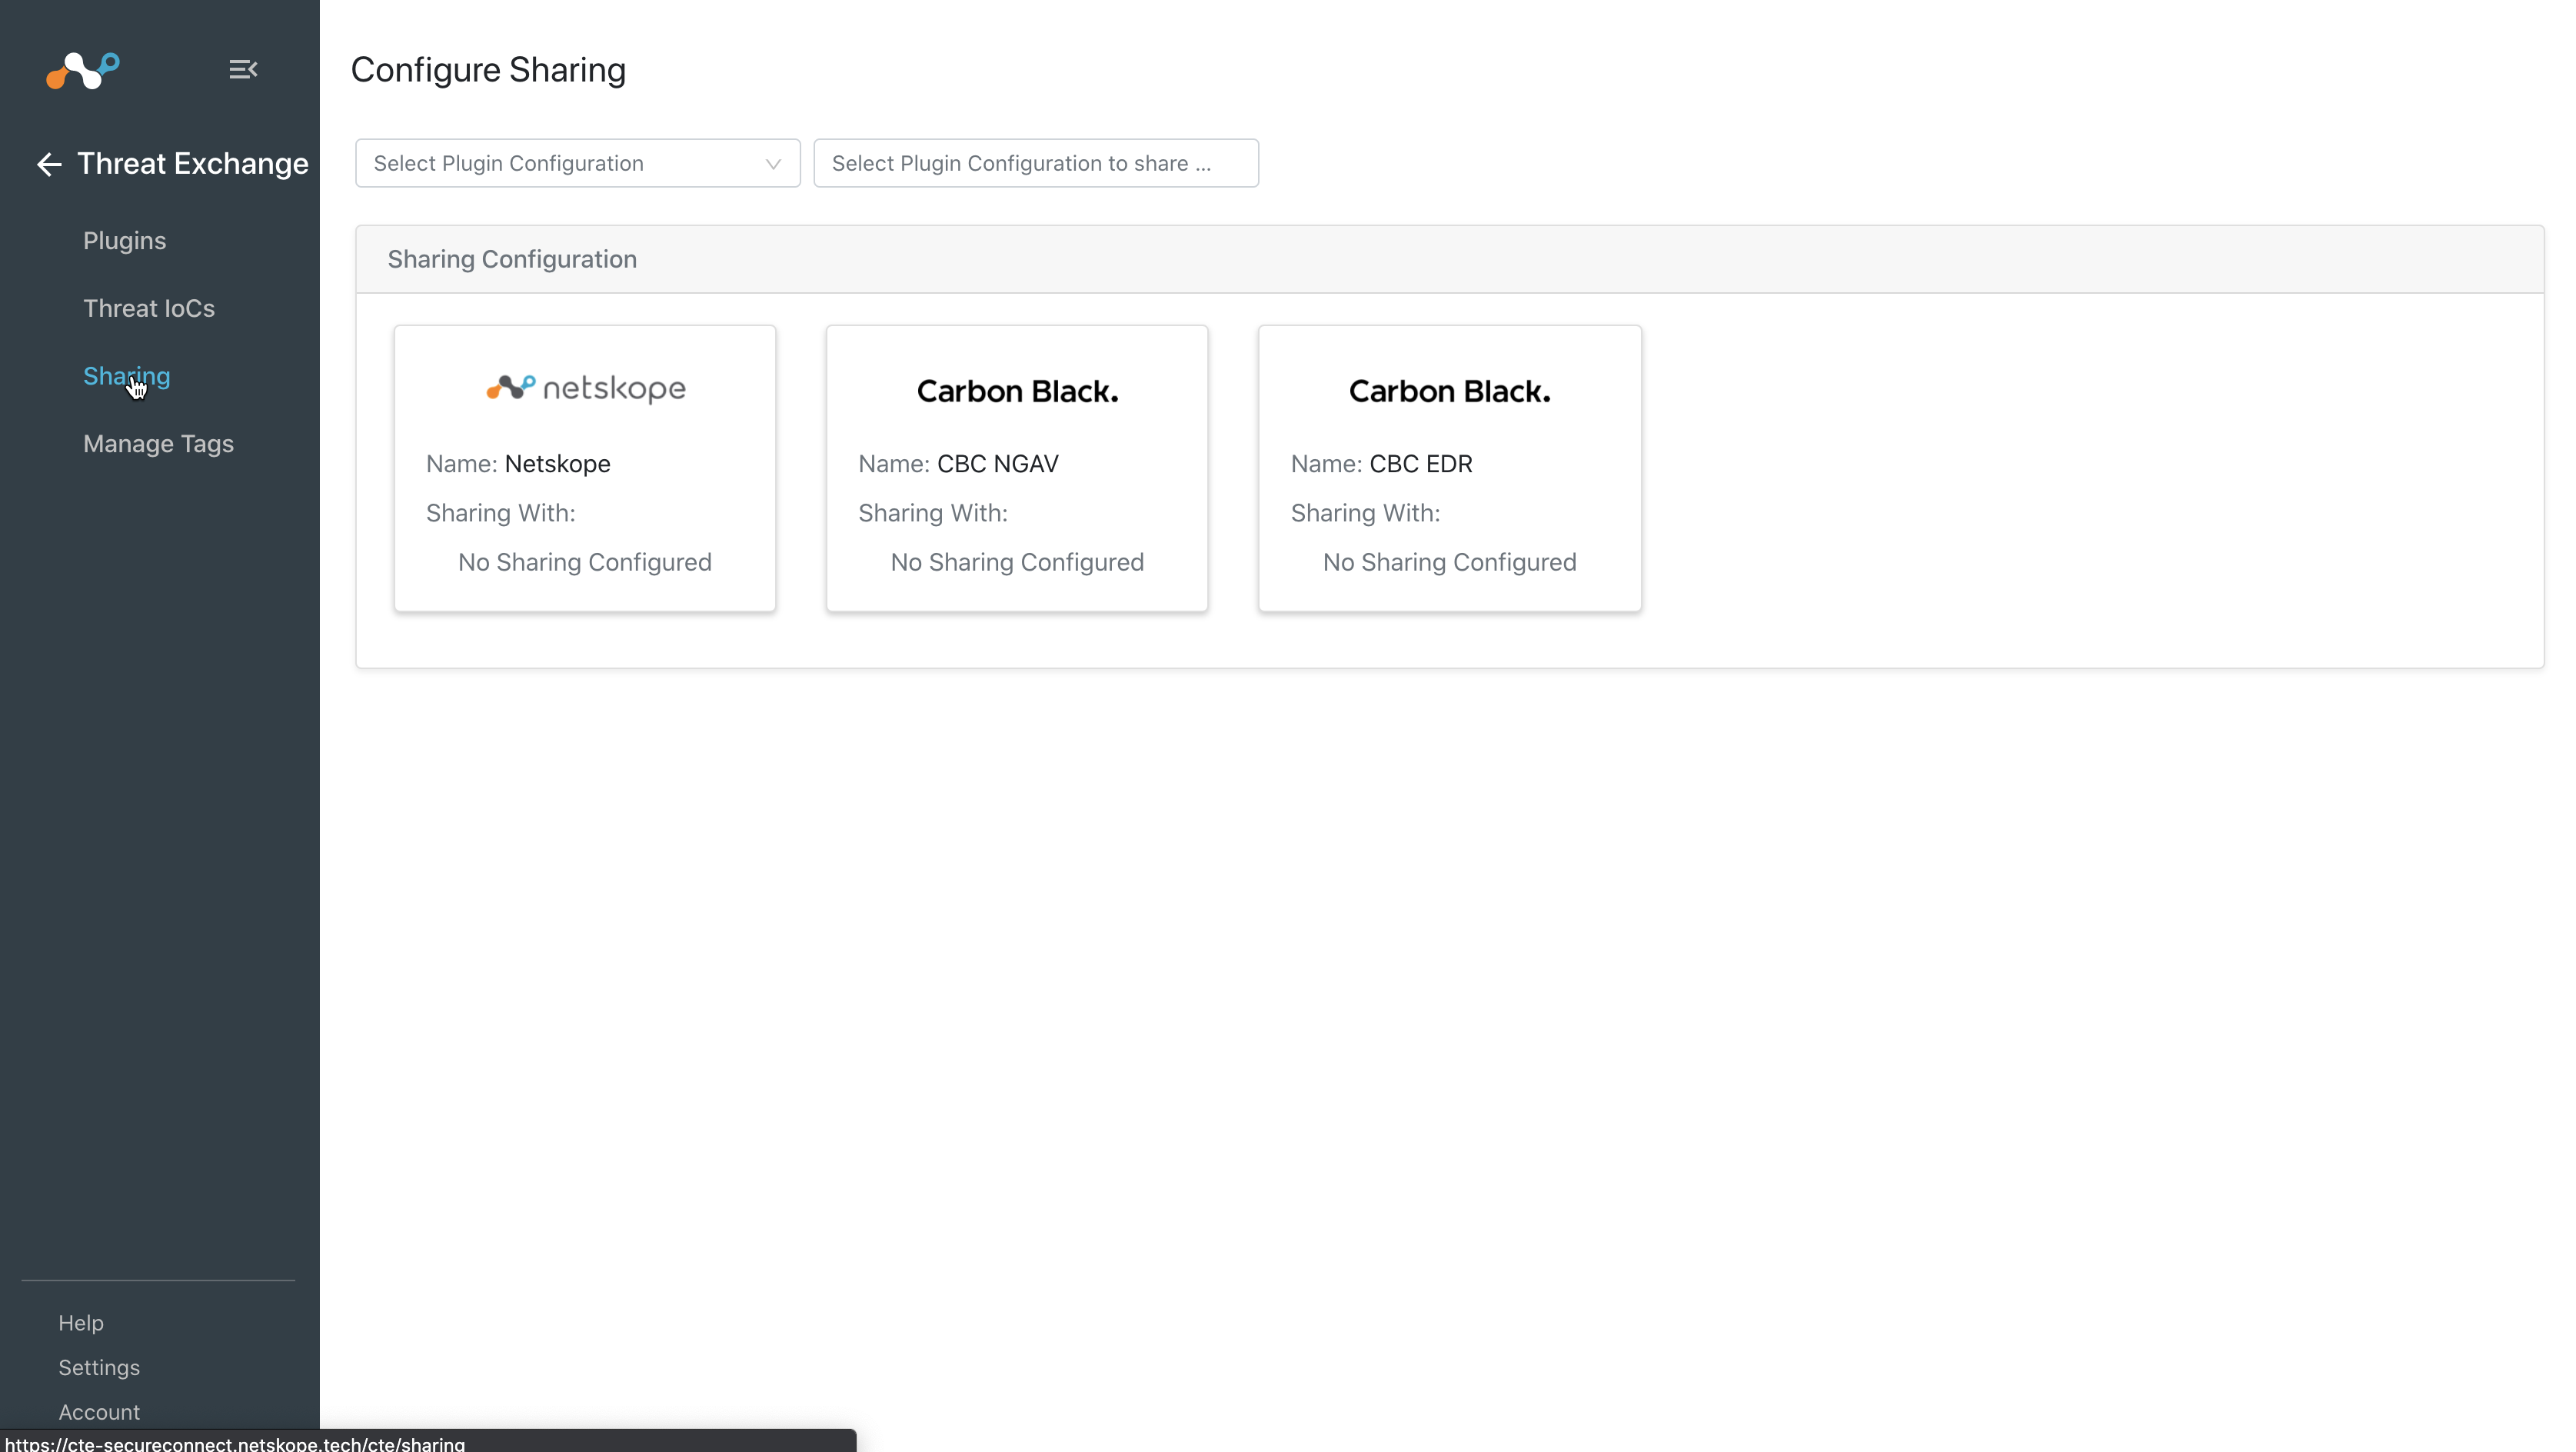 Configure Sharing
Threat Exchange
Plugins
Threat IoCs
Sharing
Manage Tags
Help
Settings
Account
Select Plugin Configuration
Select Plugin Configuration to share ...
Sharing Configuration
netskope
Name: Netskope
Sharing With:
No Sharing Configured
Carbon Black.
Name: CBC NGAV
Sharing With:
No Sharing Configured
Carbon Black.
Name: CBC EDR
Sharing With:
No Sharing Configured
https://cte-secureconnect.netskope.tech/cte/sharing